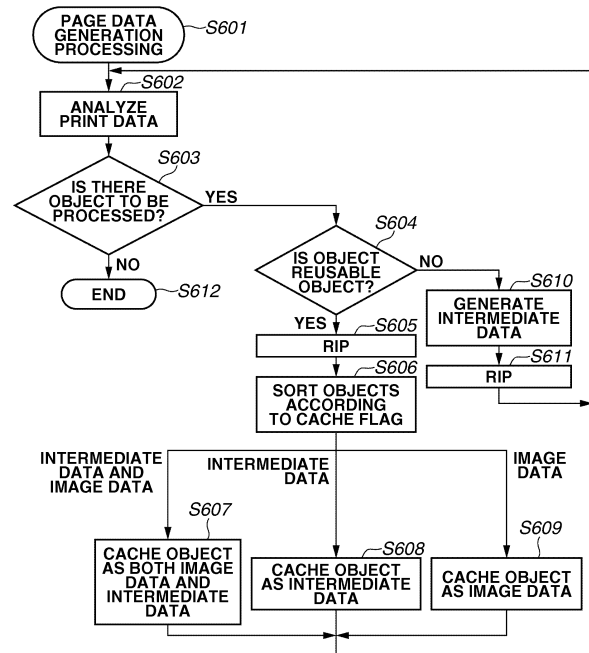 PAGE DATA
GENERATION
PROCESSING
S601
S602
ANALYZE
PRINT DATA
S603
IS THERE
OBJECT TO BE
PROCESSED?
YES
NO
END
S612
S604
IS OBJECT
REUSABLE
OBJECT?
NO
YES
S605
RIP
S610
GENERATE
INTERMEDIATE
DATA
S611
RIP
S606
SORT OBJECTS
ACCORDING
TO CACHE FLAG
INTERMEDIATE
DATA AND
IMAGE DATA
INTERMEDIATE
DATA
IMAGE
DATA
S607
CACHE OBJECT
AS BOTH IMAGE
DATA AND
INTERMEDIATE
DATA
S608
CACHE OBJECT
AS INTERMEDIATE
DATA
S609
CACHE OBJECT
AS IMAGE DATA